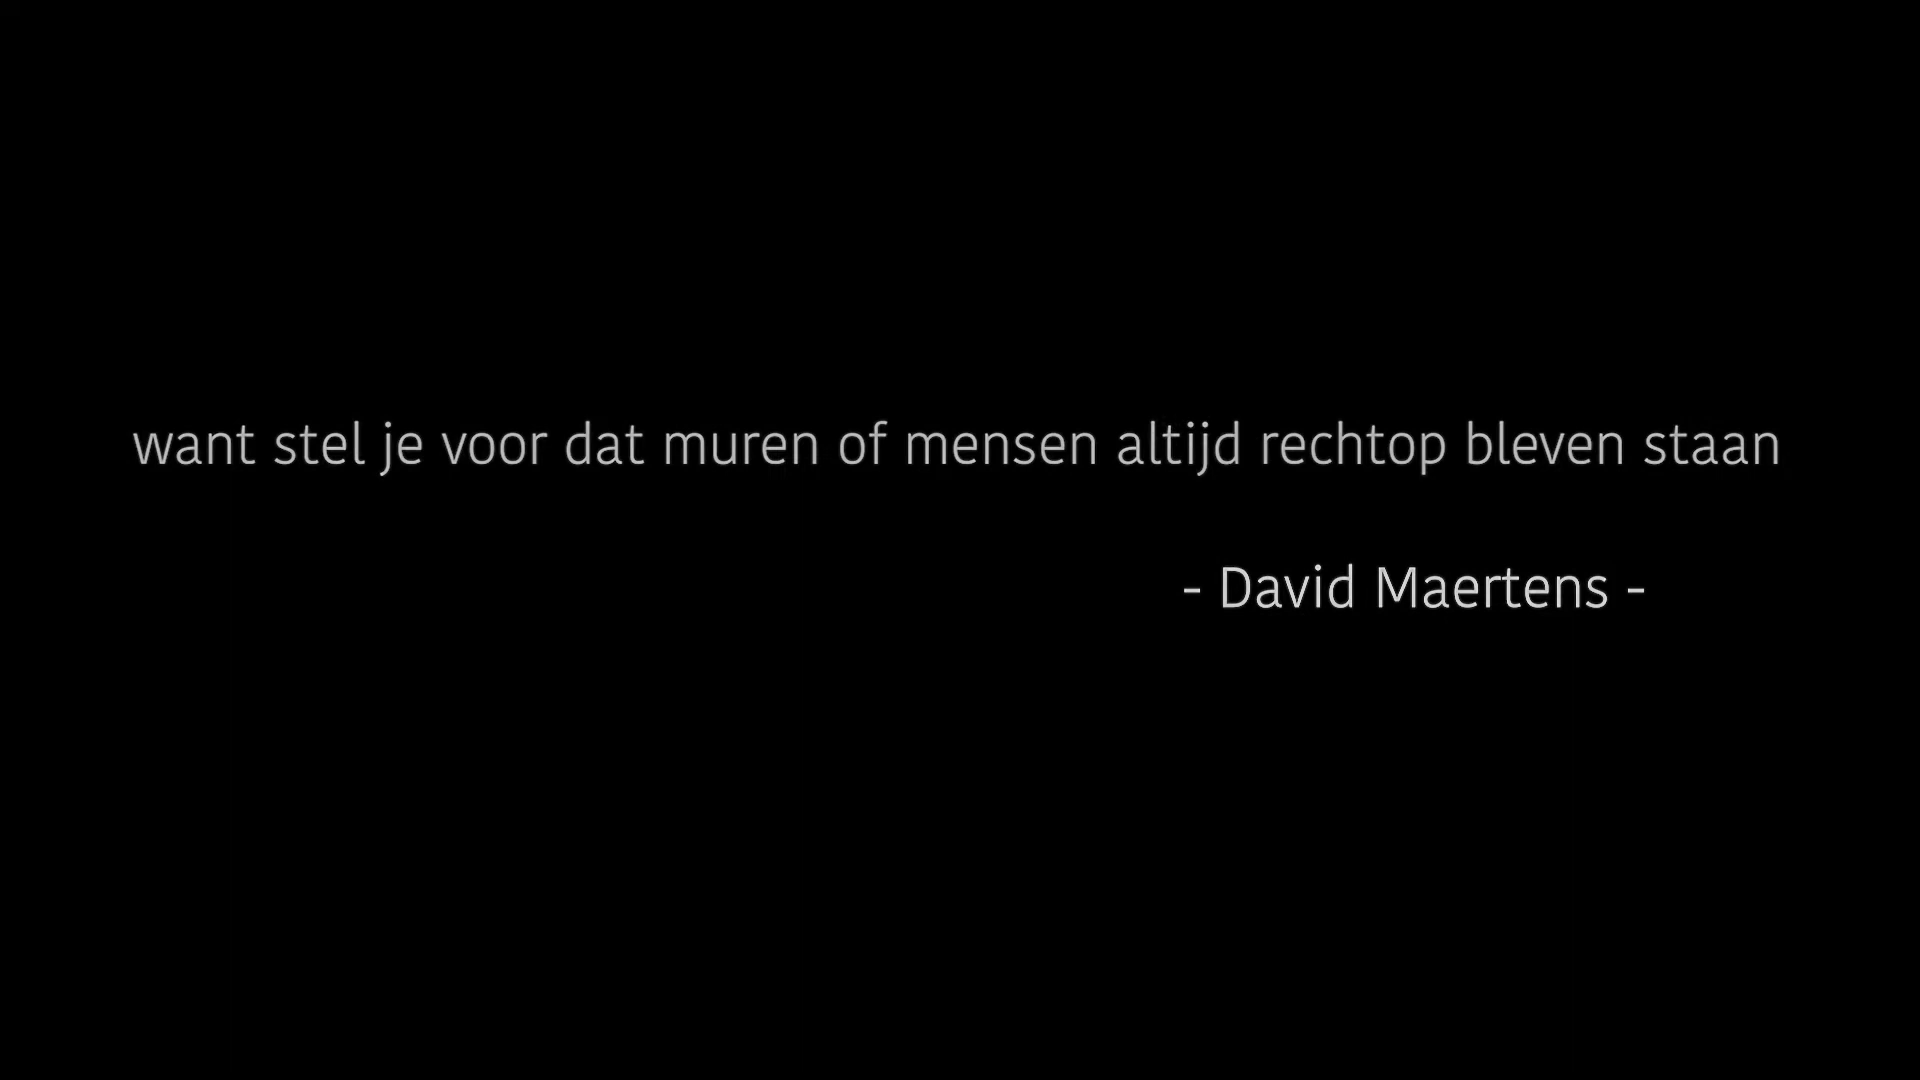 want stel je voor dat muren of mensen altijd rechtop bleven staan
- David Maertens -